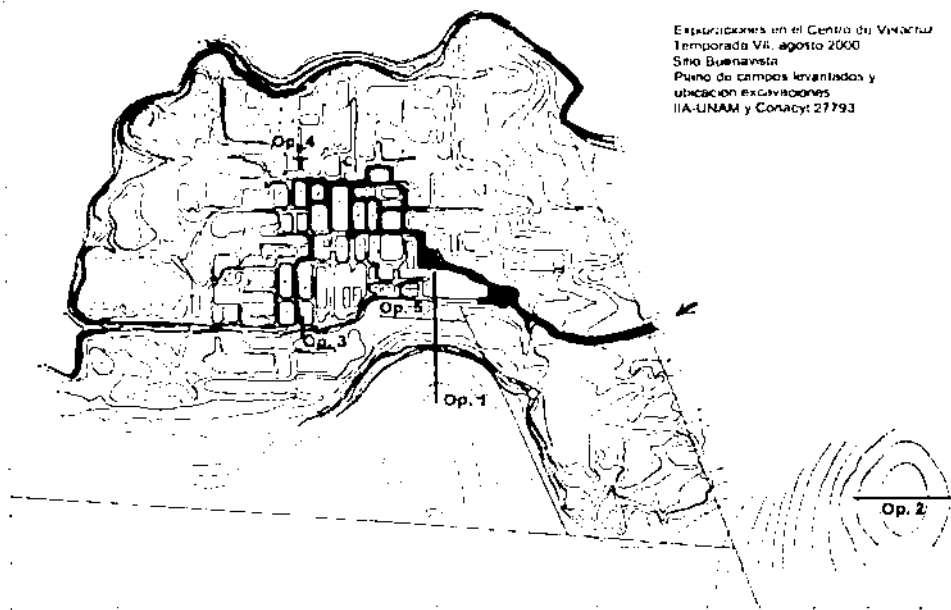 Exploraciones en el Centro de Veracruz
Temporada VII, agosto 2000
Sitio Buenavista
Plano de campos levantados y
ubicación excavaciones
IIA-UNAM y Conacyt 27793
Op. 4
Op. 5
Op. 3
Op. 1
Op. 2